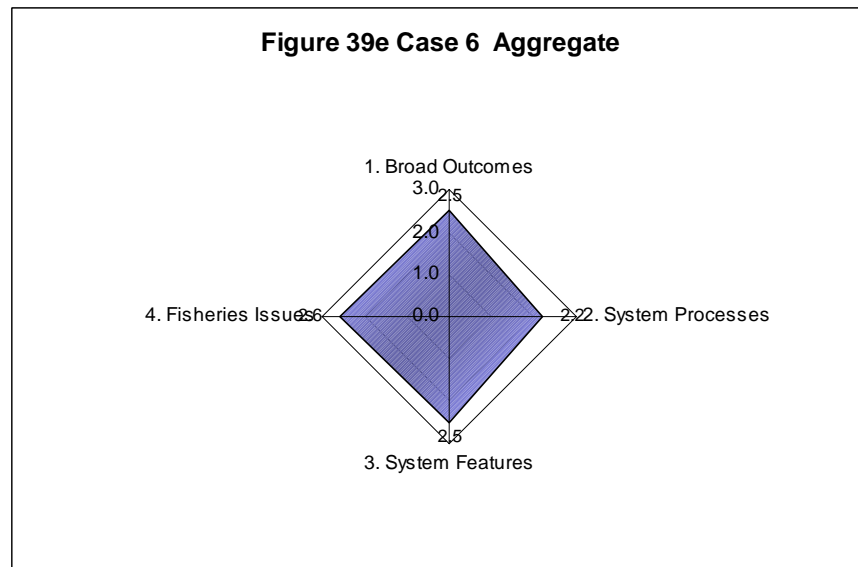 Figure 39e Case 6 Aggregate
1. Broad Outcomes
3.0
2.5
2.0
1.0
4. Fisheries Issues
2.6
0.0
2.2
2. System Processes
2.5
3. System Features